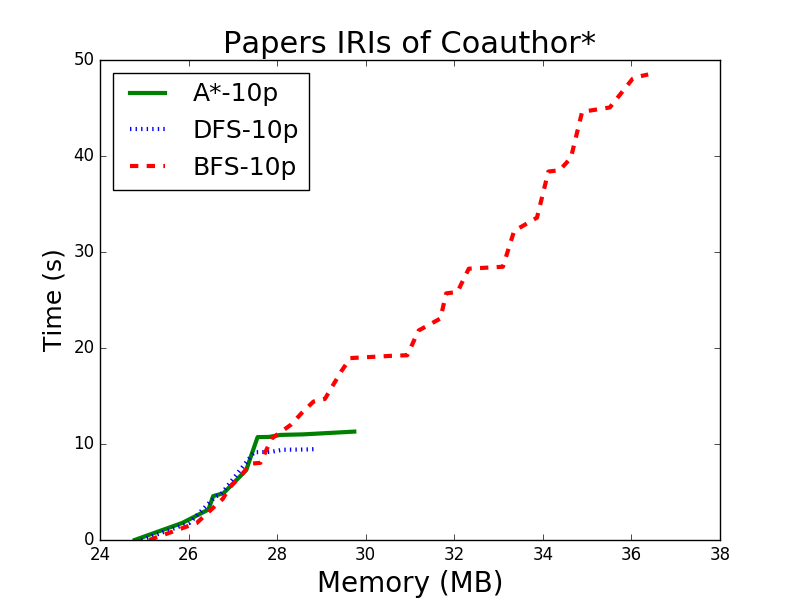 Papers IRIs of Coauthor*
A*-10p
DFS-10p
BFS-10p
Time (s)
50
40
30
20
10
0
24 26 28 30 32 34 36 38
Memory (MB)